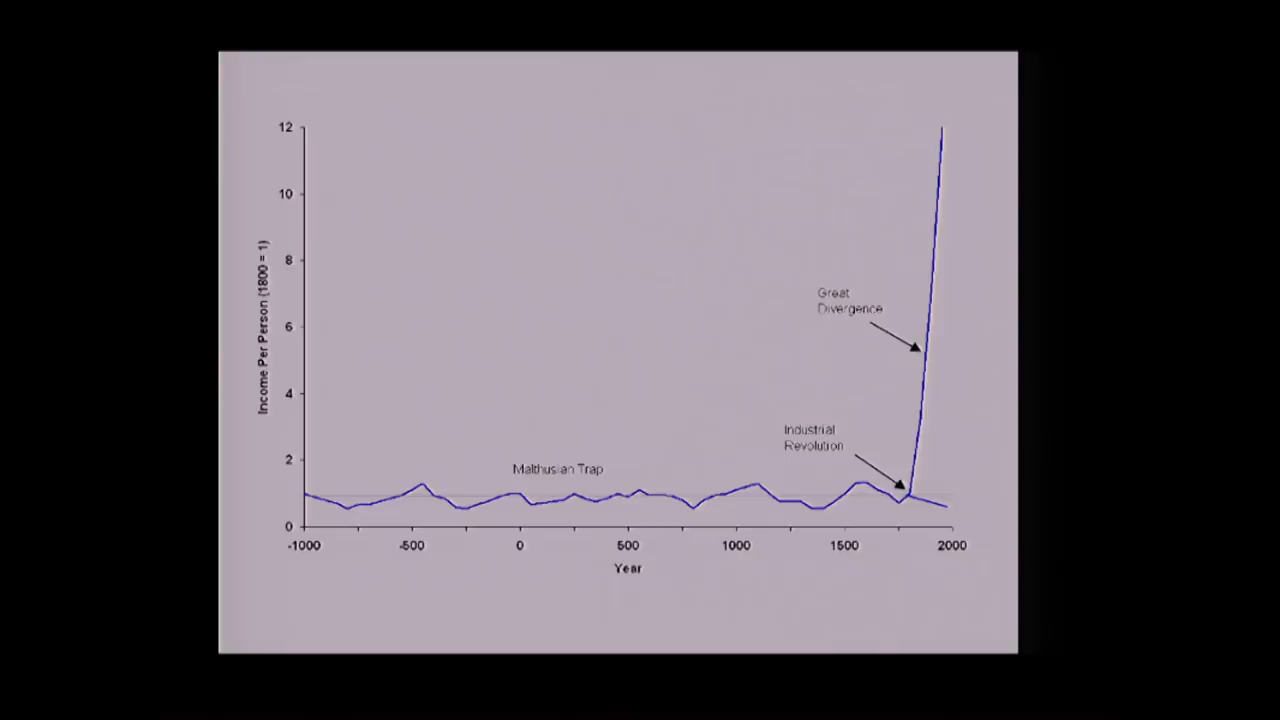 12
10
8
6
4
2
0
Income Per Person (1800 = 1)
Great
Divergence
Industrial
Revolution
Malthusian Trap
-1000
-500
0
500
1000
1500
2000
Year